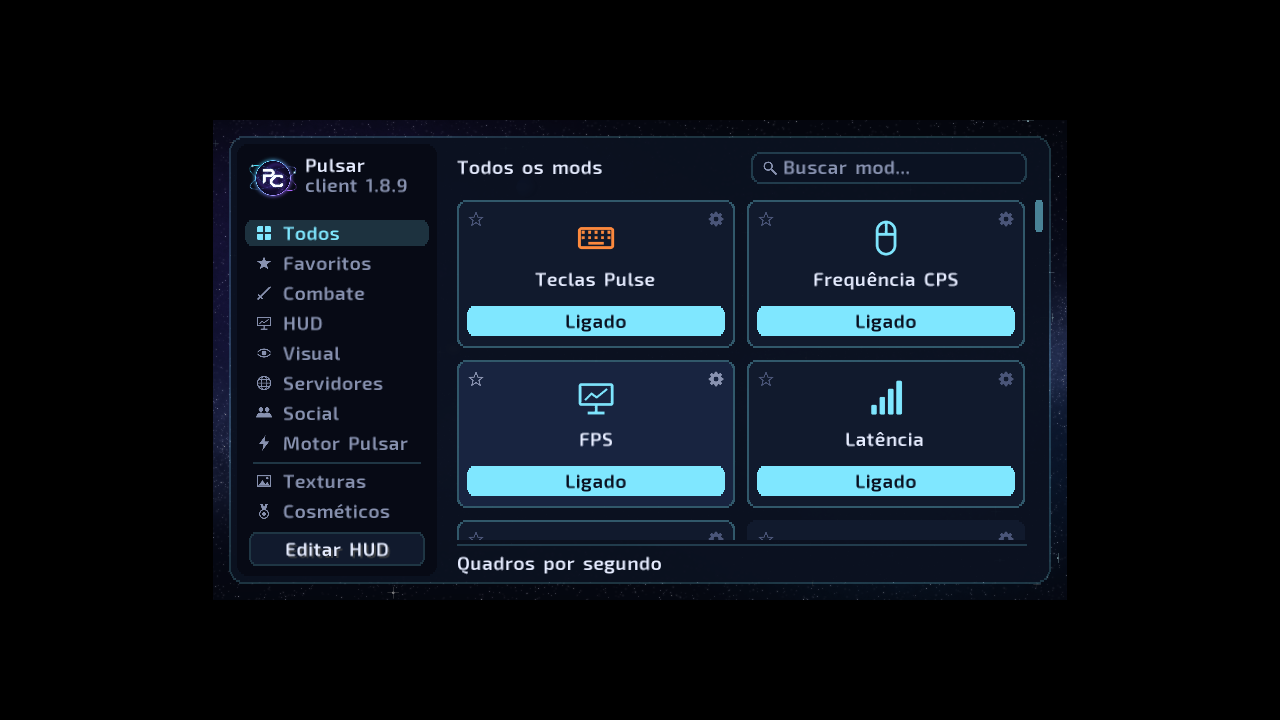 Pulsar
client 1.8.9
Todos
Favoritos
Combate
HUD
Visual
Servidores
Social
Motor Pulsar
Texturas
Cosméticos
Editar HUD
Todos os mods
Buscar mod...
Teclas Pulse
Ligado
Frequência CPS
Ligado
FPS
Ligado
Latência
Ligado
Quadros por segundo